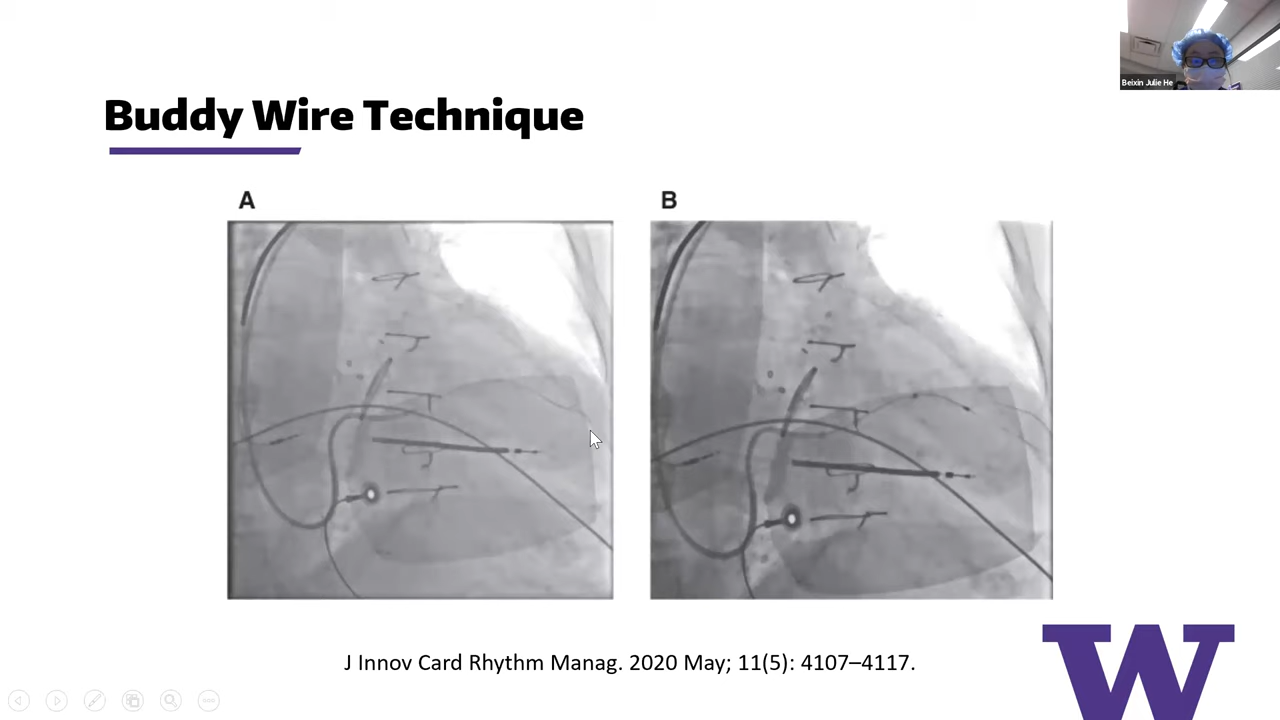 Beixin Julie He
Buddy Wire Technique
A
B
J Innov Card Rhythm Manag. 2020 May; 11(5): 4107–4117.
W